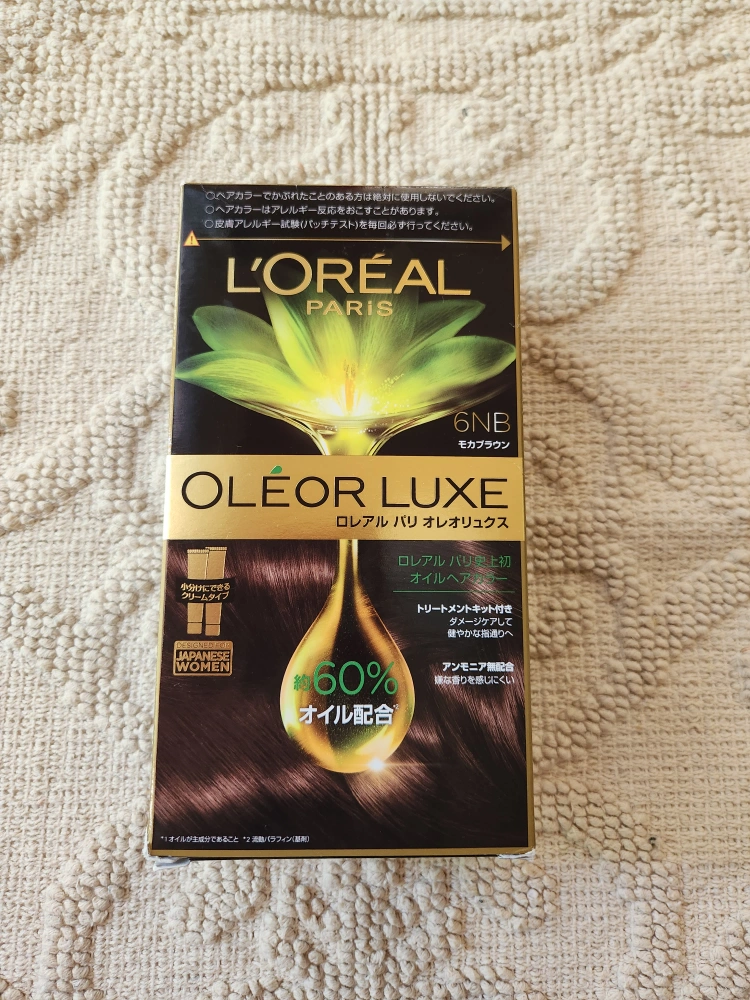 ○ヘアカラーでかぶれたことのある方は絶対に使用しないでください。
○ヘアカラーはアレルギー反応をおこすことがあります。
○皮膚アレルギー試験(パッチテスト)を毎回必ず行ってください。
L'ORÉAL
PARIS
6NB
モカブラウン
OLÉOR LUXE
ロレアル パリ オレオリュクス
ロレアル パリ史上初
オイルヘアカラー
小分けにできる
クリームタイプ
トリートメントキット付き
ダメージケアして
健やかな指通りへ
DESIGNED FOR
JAPANESE
WOMEN
アンモニア無配合
嫌な香りを感じにくい
約60%
オイル配合
*1 オイルが主成分であること *2 流動パラフィン(基剤)